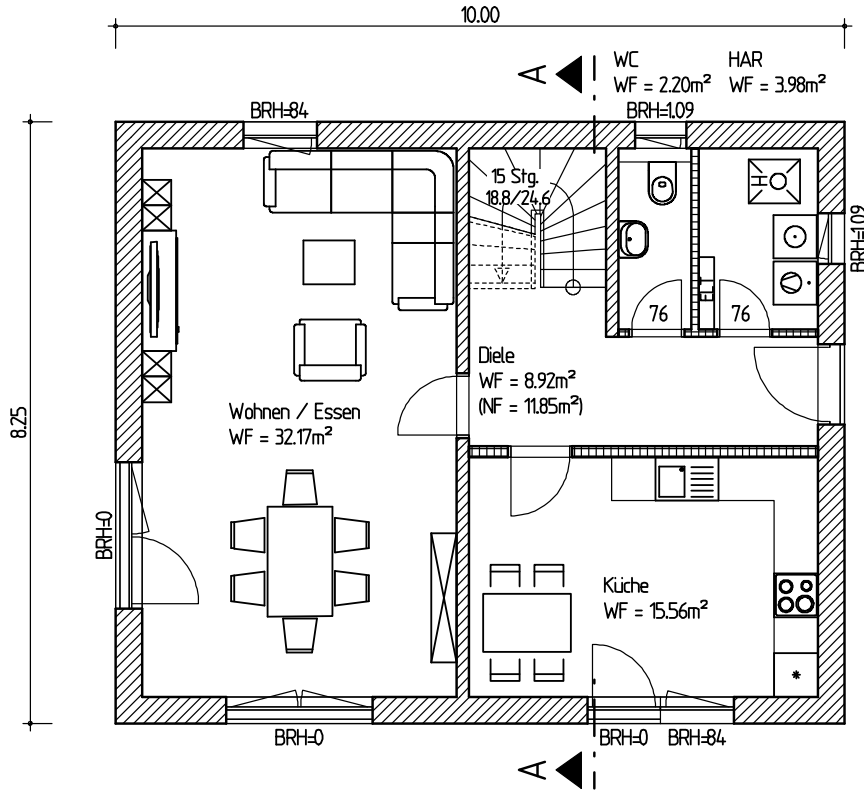 10.00
WC
WF = 2.20m²
HAR
WF = 3.98m²
A
BRH=84
BRH=1.09
15 Stg.
18.8/24.6
H
BRH=1.09
76
76
Diele
WF = 8.92m²
(NF = 11.85m²)
8.25
Wohnen / Essen
WF = 32.17m²
BRH=0
Küche
WF = 15.56m²
BRH=0
BRH=0
BRH=84
A